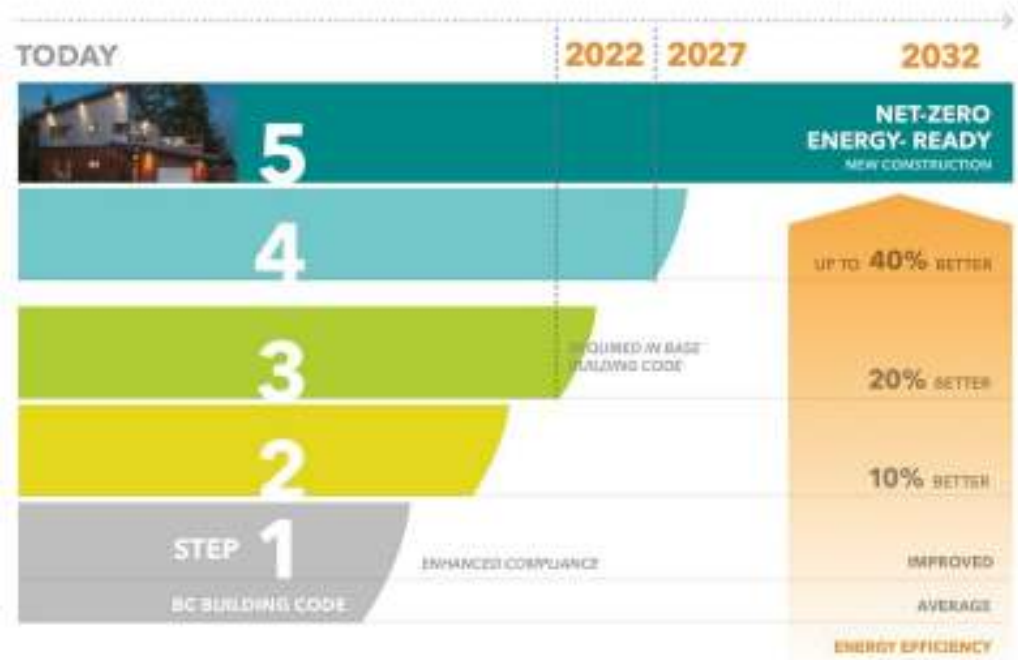 TODAY
2022
2027
2032
5
NET-ZERO
ENERGY- READY
NEW CONSTRUCTION
4
UP TO 40% BETTER
3
REQUIRED IN BASE
BUILDING CODE
20% BETTER
2
10% BETTER
STEP 1
ENHANCED COMPLIANCE
IMPROVED
BC BUILDING CODE
AVERAGE
ENERGY EFFICIENCY